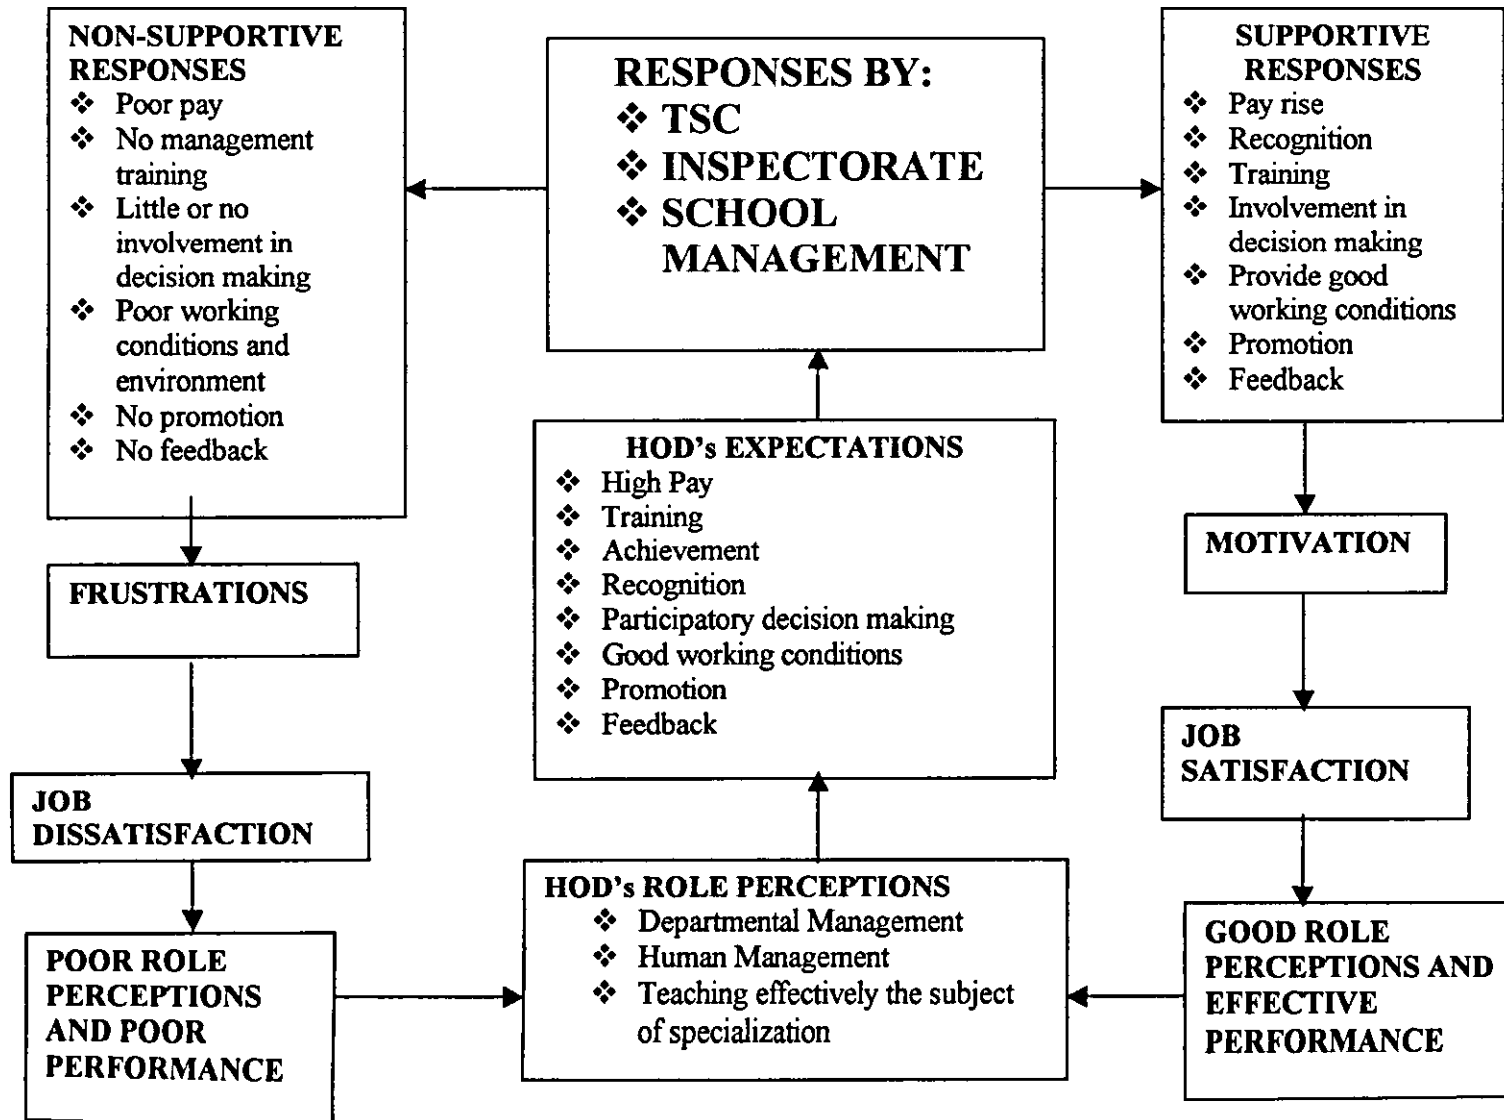 NON-SUPPORTIVE
RESPONSES
❖ Poor pay
❖ No management
training
❖ Little or no
involvement in
decision making
❖ Poor working
conditions and
environment
❖ No promotion
❖ No feedback
RESPONSES BY:
❖ TSC
❖ INSPECTORATE
❖ SCHOOL
MANAGEMENT
SUPPORTIVE
RESPONSES
❖ Pay rise
❖ Recognition
❖ Training
❖ Involvement in
decision making
❖ Provide good
working conditions
❖ Promotion
❖ Feedback
HOD's EXPECTATIONS
❖ High Pay
❖ Training
❖ Achievement
❖ Recognition
❖ Participatory decision making
❖ Good working conditions
❖ Promotion
❖ Feedback
FRUSTRATIONS
MOTIVATION
JOB
DISSATISFACTION
JOB
SATISFACTION
POOR ROLE
PERCEPTIONS
AND POOR
PERFORMANCE
HOD's ROLE PERCEPTIONS
❖ Departmental Management
❖ Human Management
❖ Teaching effectively the subject
of specialization
GOOD ROLE
PERCEPTIONS AND
EFFECTIVE
PERFORMANCE